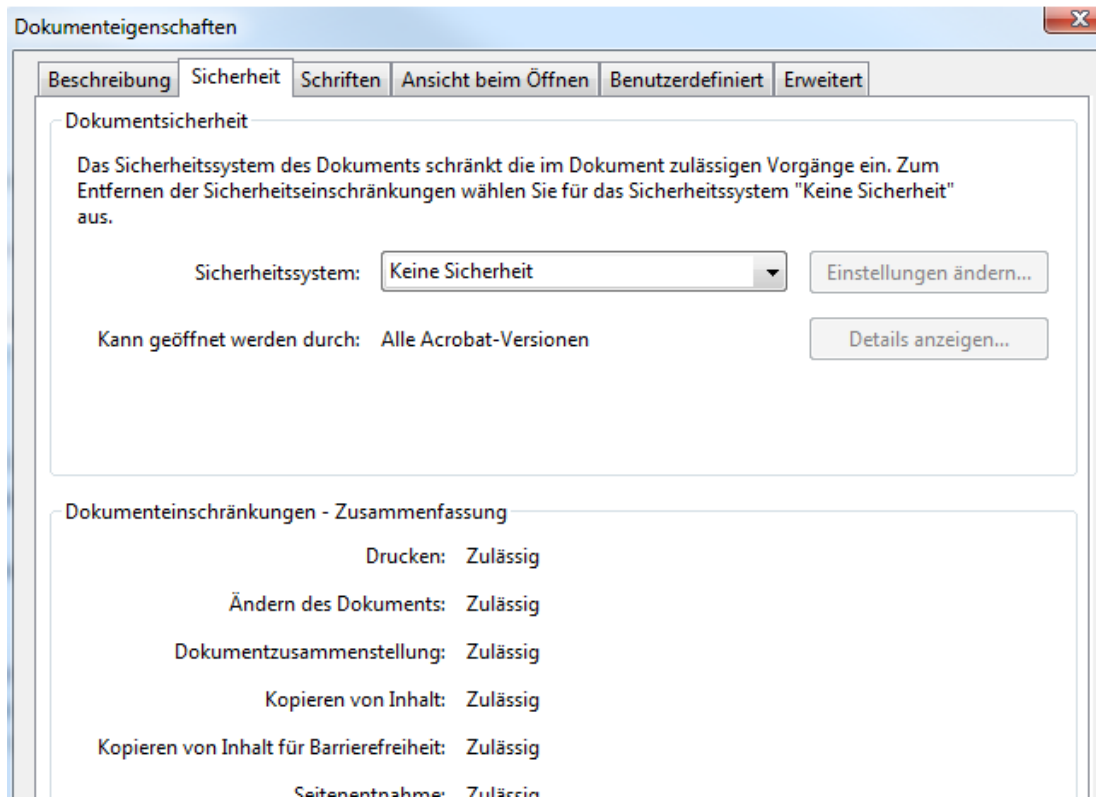 Dokumenteigenschaften
Beschreibung Sicherheit Schriften Ansicht beim Öffnen Benutzerdefiniert Erweitert
Dokumentsicherheit
Das Sicherheitssystem des Dokuments schränkt die im Dokument zulässigen Vorgänge ein. Zum
Entfernen der Sicherheitseinschränkungen wählen Sie für das Sicherheitssystem "Keine Sicherheit"
aus.
Sicherheitssystem: Keine Sicherheit Einstellungen ändern...
Kann geöffnet werden durch: Alle Acrobat-Versionen Details anzeigen...
Dokumenteinschränkungen - Zusammenfassung
Drucken: Zulässig
Ändern des Dokuments: Zulässig
Dokumentzusammenstellung: Zulässig
Kopieren von Inhalt: Zulässig
Kopieren von Inhalt für Barrierefreiheit: Zulässig
Seitenentnahme: Zulässig